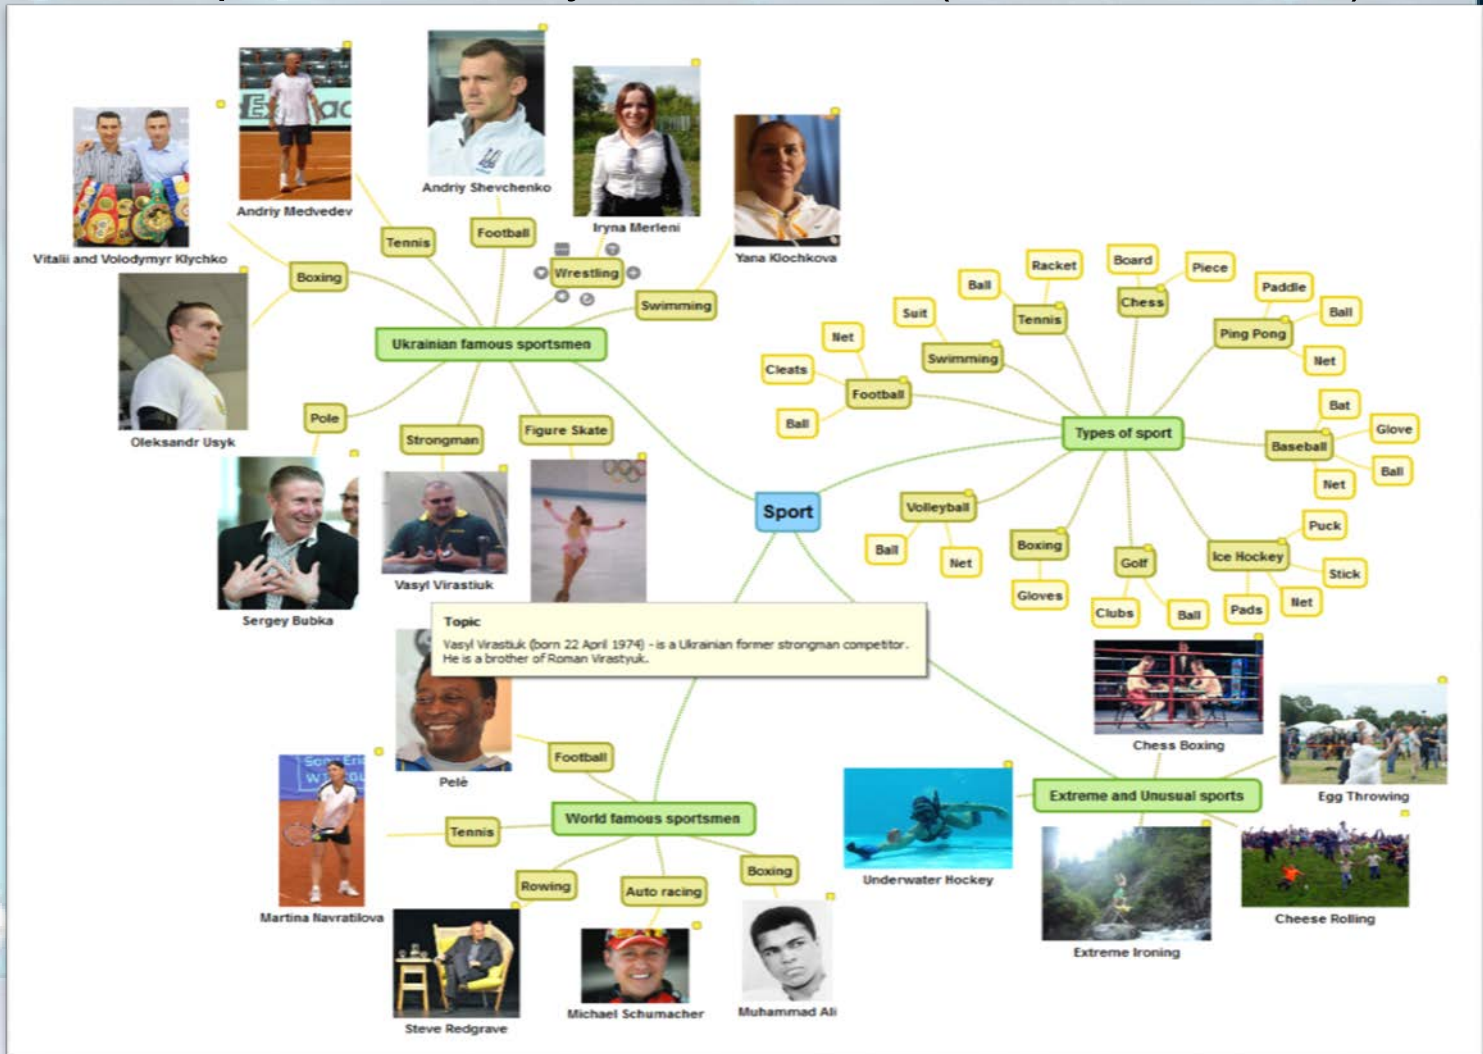 Andriy Medvedev
Andriy Shevchenko
Iryna Merleni
Yana Klochkova
Vitalii and Volodymyr Klychko
Oleksandr Usyk
Boxing
Tennis
Football
Wrestling
Swimming
Ukrainian famous sportsmen
Pole
Strongman
Figure Skate
Sergey Bubka
Vasyl Virastiuk
Sport
Types of sport
Football
Net
Cleats
Ball
Swimming
Suit
Tennis
Ball
Racket
Chess
Board
Piece
Ping Pong
Paddle
Ball
Net
Baseball
Bat
Glove
Ball
Net
Ice Hockey
Puck
Stick
Net
Pads
Golf
Clubs
Ball
Boxing
Gloves
Volleyball
Ball
Net
Topic
Vasyl Virastiuk (born 22 April 1974) - is a Ukrainian former strongman competitor.
He is a brother of Roman Virastyuk.
Pelé
Football
World famous sportsmen
Tennis
Martina Navratilova
Rowing
Steve Redgrave
Auto racing
Michael Schumacher
Boxing
Muhammad Ali
Extreme and Unusual sports
Chess Boxing
Egg Throwing
Underwater Hockey
Extreme Ironing
Cheese Rolling